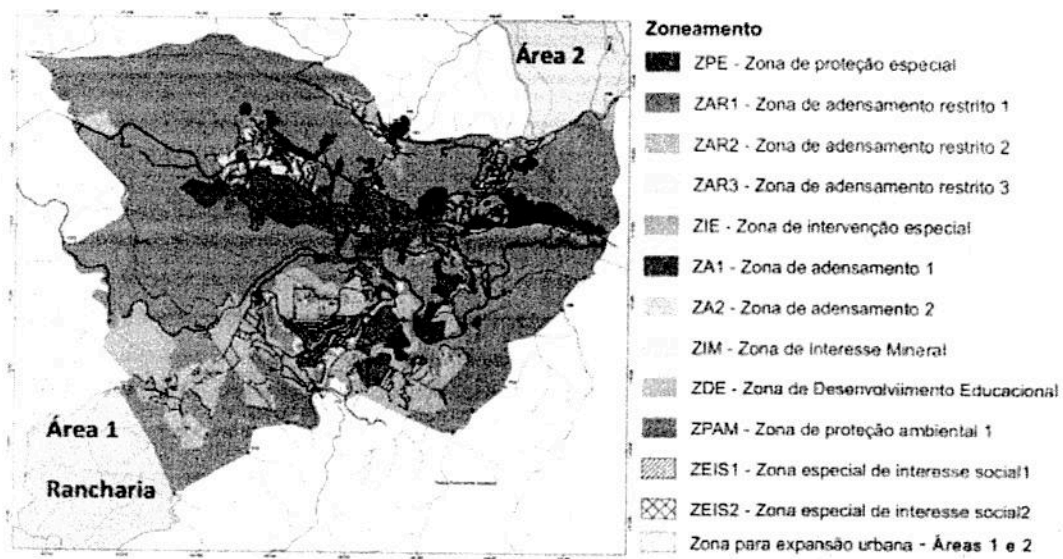 Área 2
Área 1
Rancharia
Zoneamento
ZPE - Zona de proteção especial
ZAR1 - Zona de adensamento restrito 1
ZAR2 - Zona de adensamento restrito 2
ZAR3 - Zona de adensamento restrito 3
ZIE - Zona de intervenção especial
ZA1 - Zona de adensamento 1
ZA2 - Zona de adensamento 2
ZIM - Zona de Interesse Mineral
ZDE - Zona de Desenvolviimento Educacional
ZPAM - Zona de proteção ambiental 1
ZEIS1 - Zona especial de interesse social1
ZEIS2 - Zona especial de interesse social2
Zona para expansão urbana - Áreas 1 e 2